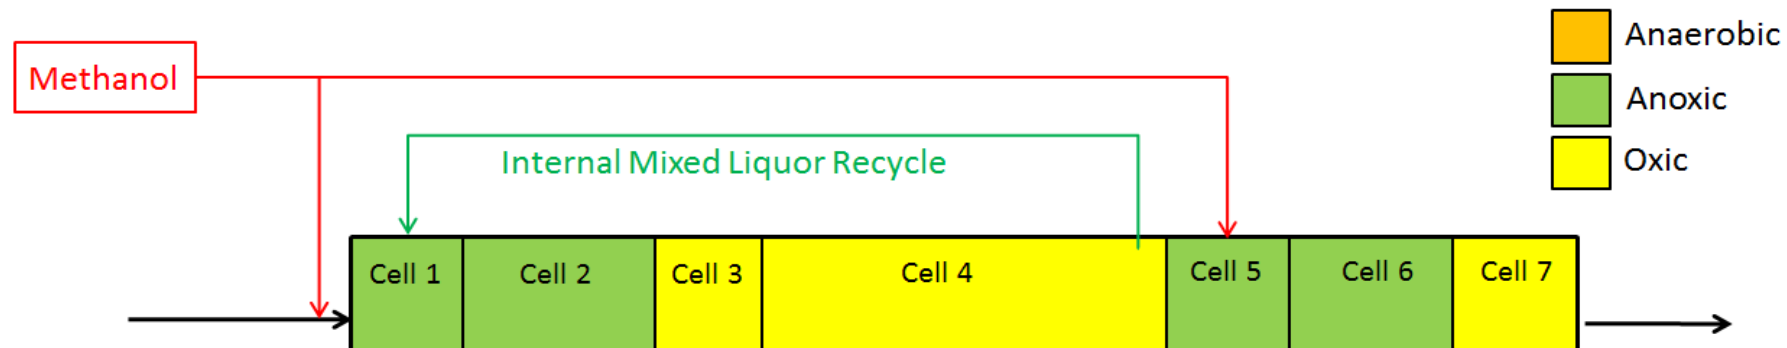 Anaerobic
Methanol
Anoxic
Internal Mixed Liquor Recycle
Oxic
Cell 1
Cell 2
Cell 3
Cell 4
Cell 5
Cell 6
Cell 7